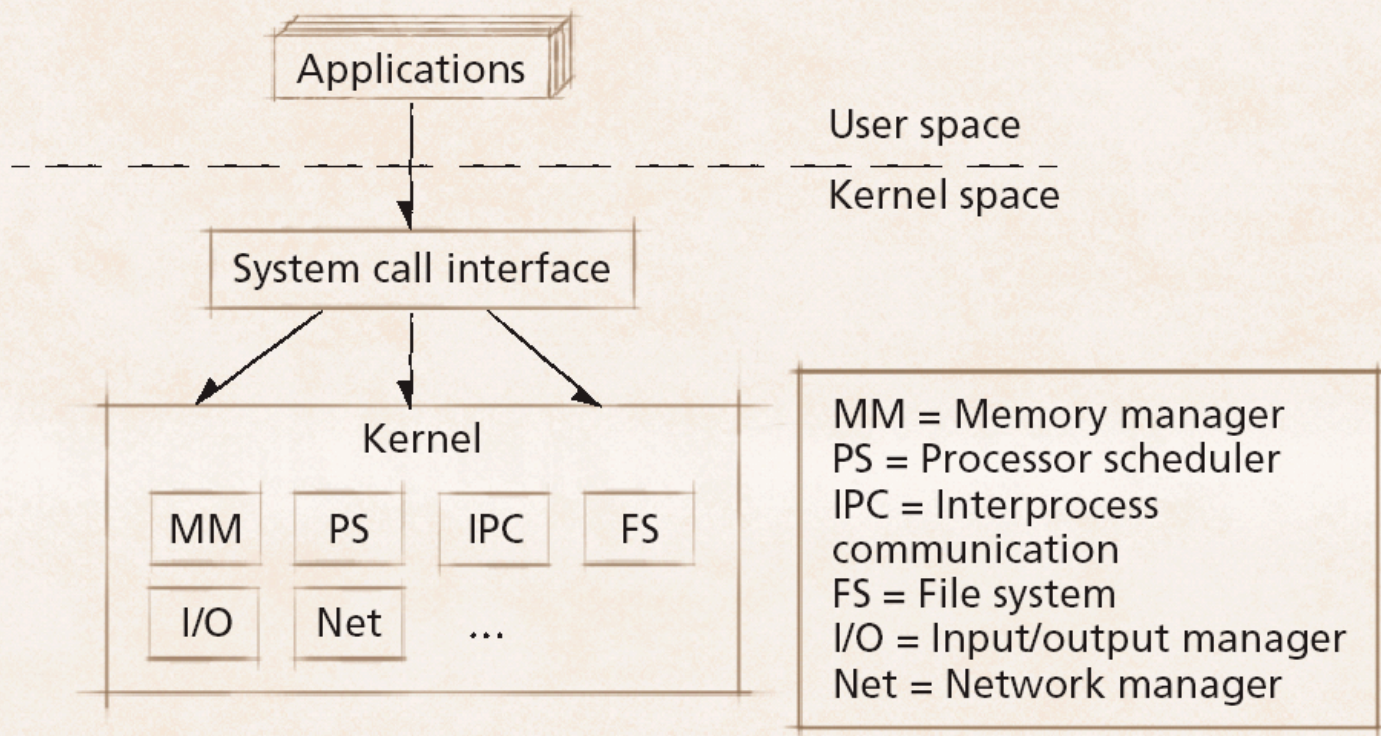 Applications
User space
Kernel space
System call interface
Kernel
MM PS IPC FS
I/O Net ...
MM = Memory manager
PS = Processor scheduler
IPC = Interprocess
communication
FS = File system
I/O = Input/output manager
Net = Network manager